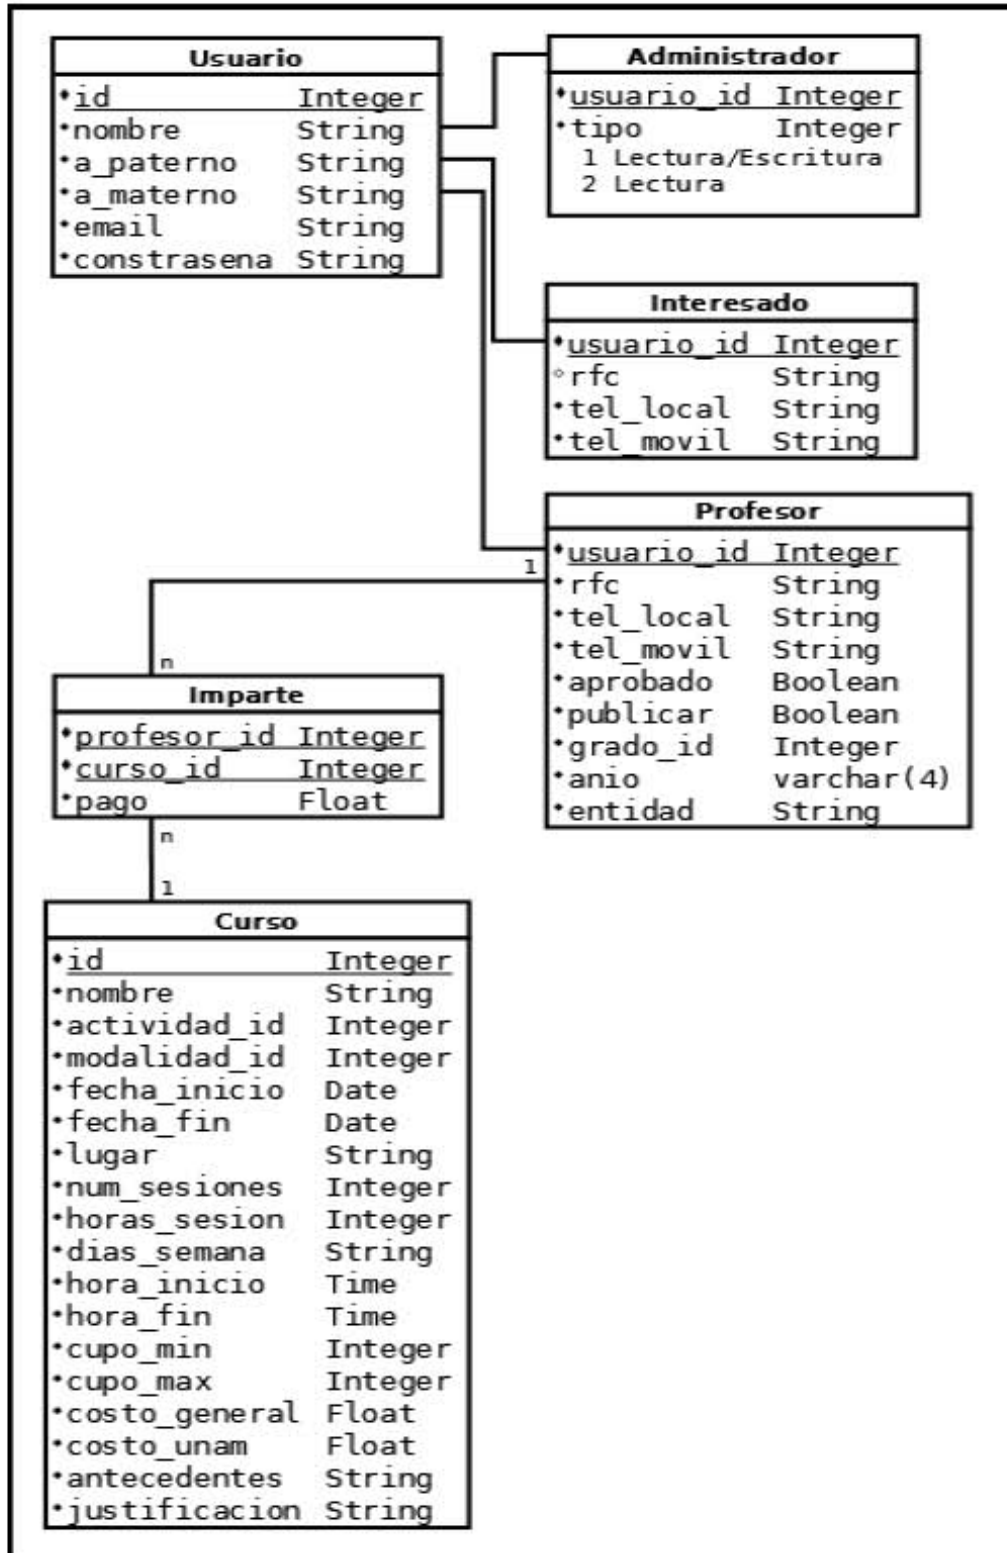 Usuario
id Integer
nombre String
a_paterno String
a_materno String
email String
constrasena String
Administrador
usuario_id Integer
tipo Integer
1 Lectura/Escritura
2 Lectura
Interesado
usuario_id Integer
rfc String
tel_local String
tel_movil String
Profesor
usuario_id Integer
rfc String
tel_local String
tel_movil String
aprobado Boolean
publicar Boolean
grado_id Integer
anio varchar(4)
entidad String
1
n
Imparte
profesor_id Integer
curso_id Integer
pago Float
n
1
Curso
id Integer
nombre String
actividad_id Integer
modalidad_id Integer
fecha_inicio Date
fecha_fin Date
lugar String
num_sesiones Integer
horas_sesion Integer
dias_semana String
hora_inicio Time
hora_fin Time
cupo_min Integer
cupo_max Integer
costo_general Float
costo_unam Float
antecedentes String
justificacion String